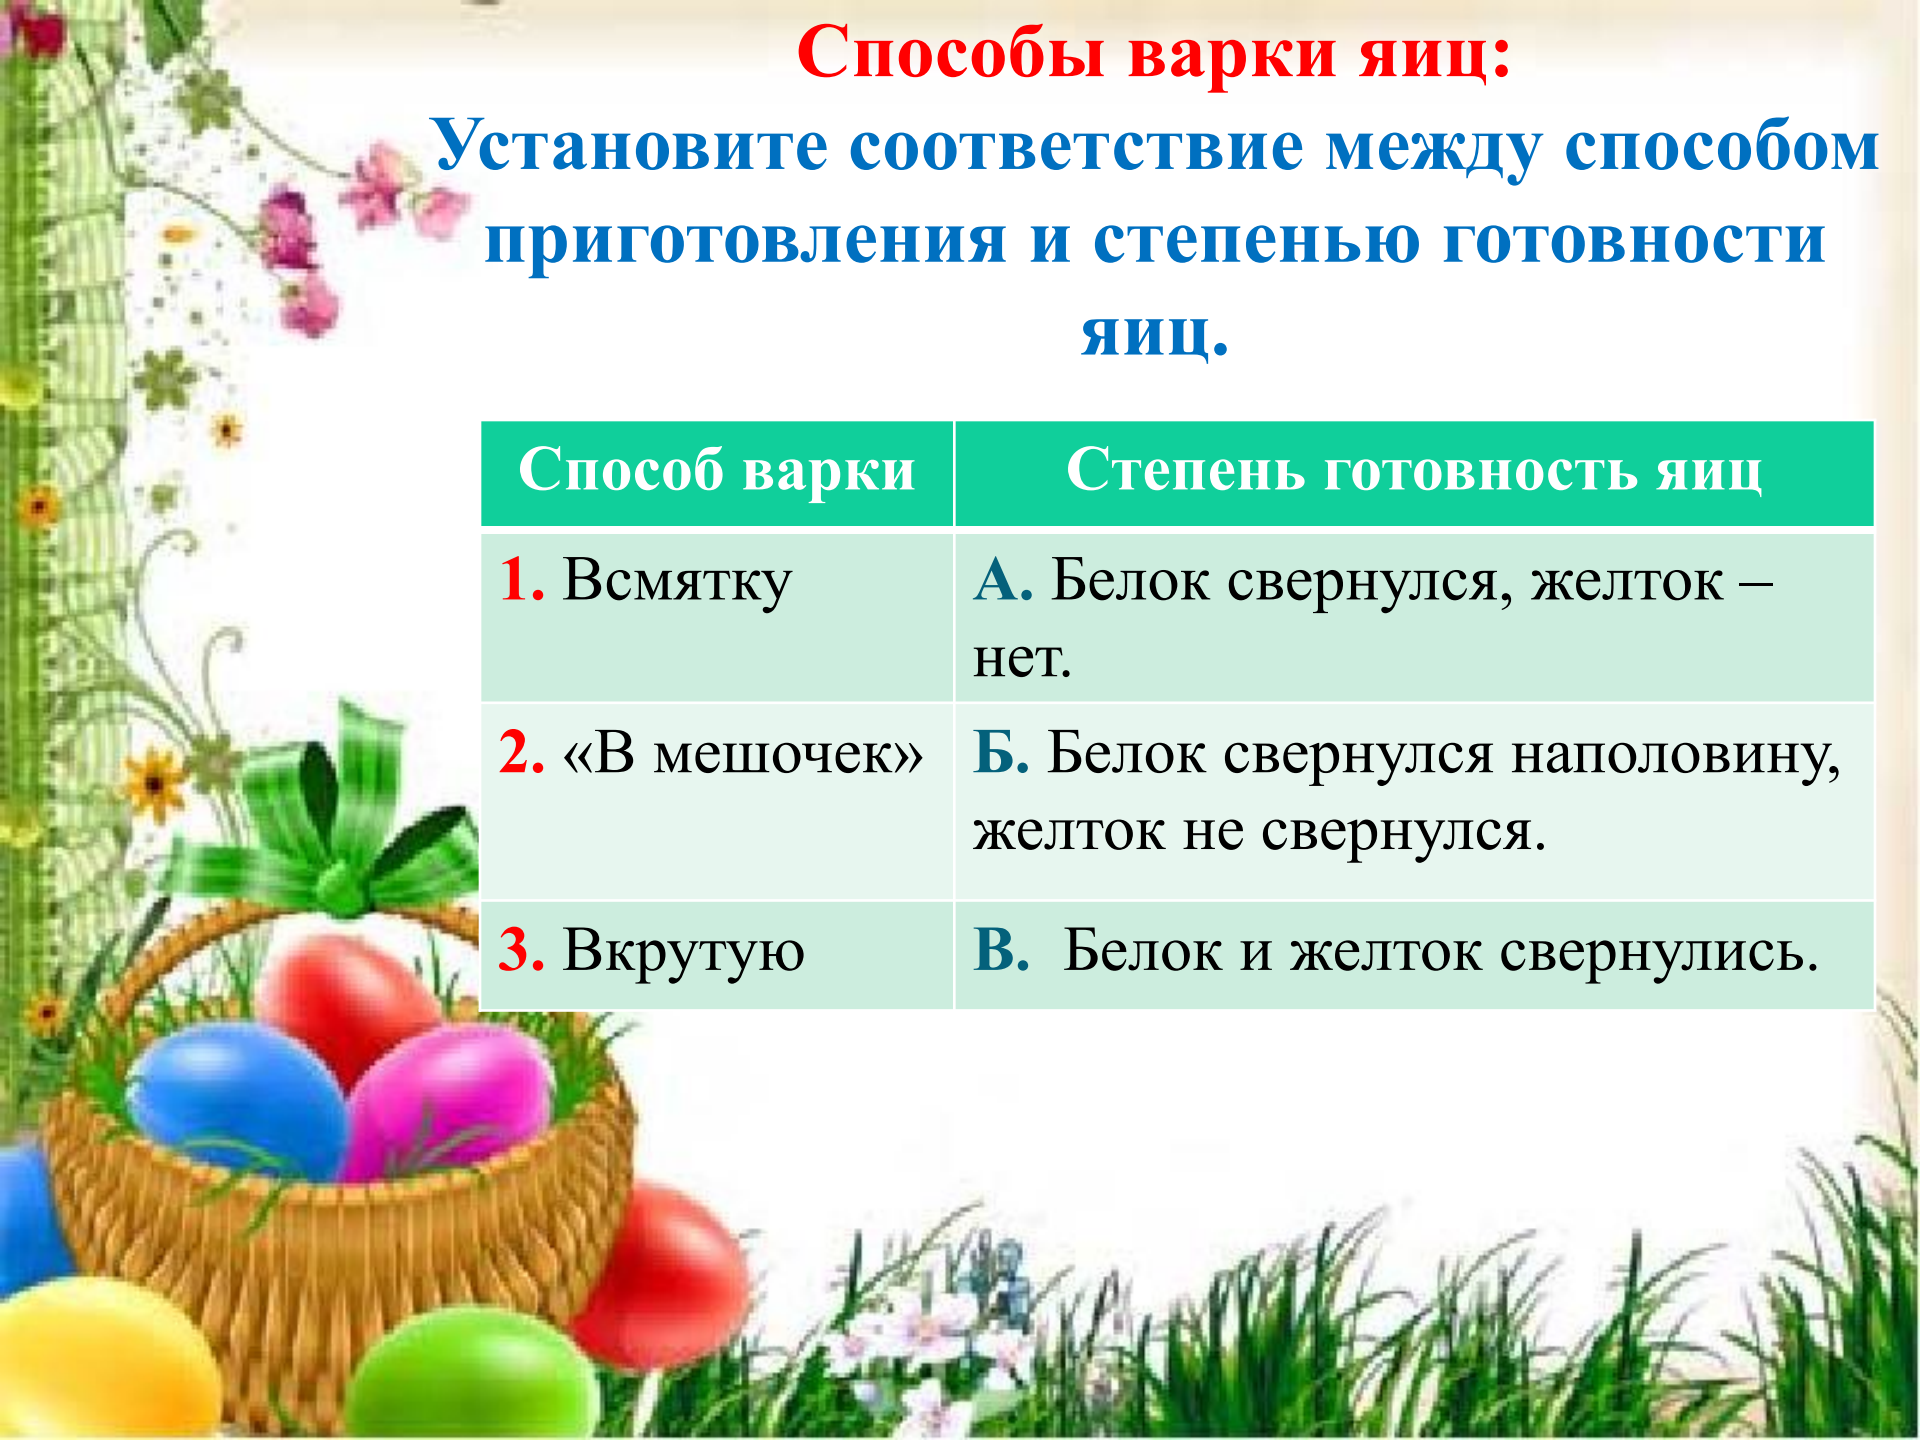 Способы варки яиц:
Установите соответствие между способом
приготовления и степенью готовности
яиц.
Способ варки
Степень готовность яиц
1. Всмятку
А. Белок свернулся, желток –
нет.
2. «В мешочек»
Б. Белок свернулся наполовину,
желток не свернулся.
3. Вкрутую
В.  Белок и желток свернулись.